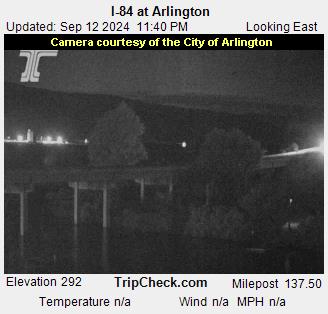 I-84 at Arlington
Updated: Sep 12 2024 11:40 PM Looking East
Camera courtesy of the City of Arlington
Elevation 292 TripCheck.com Milepost 137.50
Temperature n/a Wind n/a MPH n/a